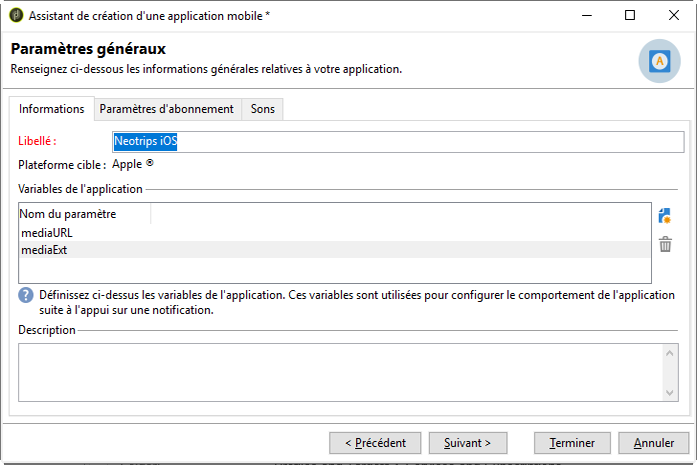 Assistant de création d'une application mobile *
Paramètres généraux
Renseignez ci-dessous les informations générales relatives à votre application.
Informations
Paramètres d'abonnement
Sons
Libellé :
Neotrips iOS
Plateforme cible : Apple ®
Variables de l'application
Nom du paramètre
mediaURL
mediaExt
Définissez ci-dessus les variables de l'application. Ces variables sont utilisées pour configurer le comportement de l'application
suite à l'appui sur une notification.
Description
< Précédent
Suivant >
Terminer
Annuler